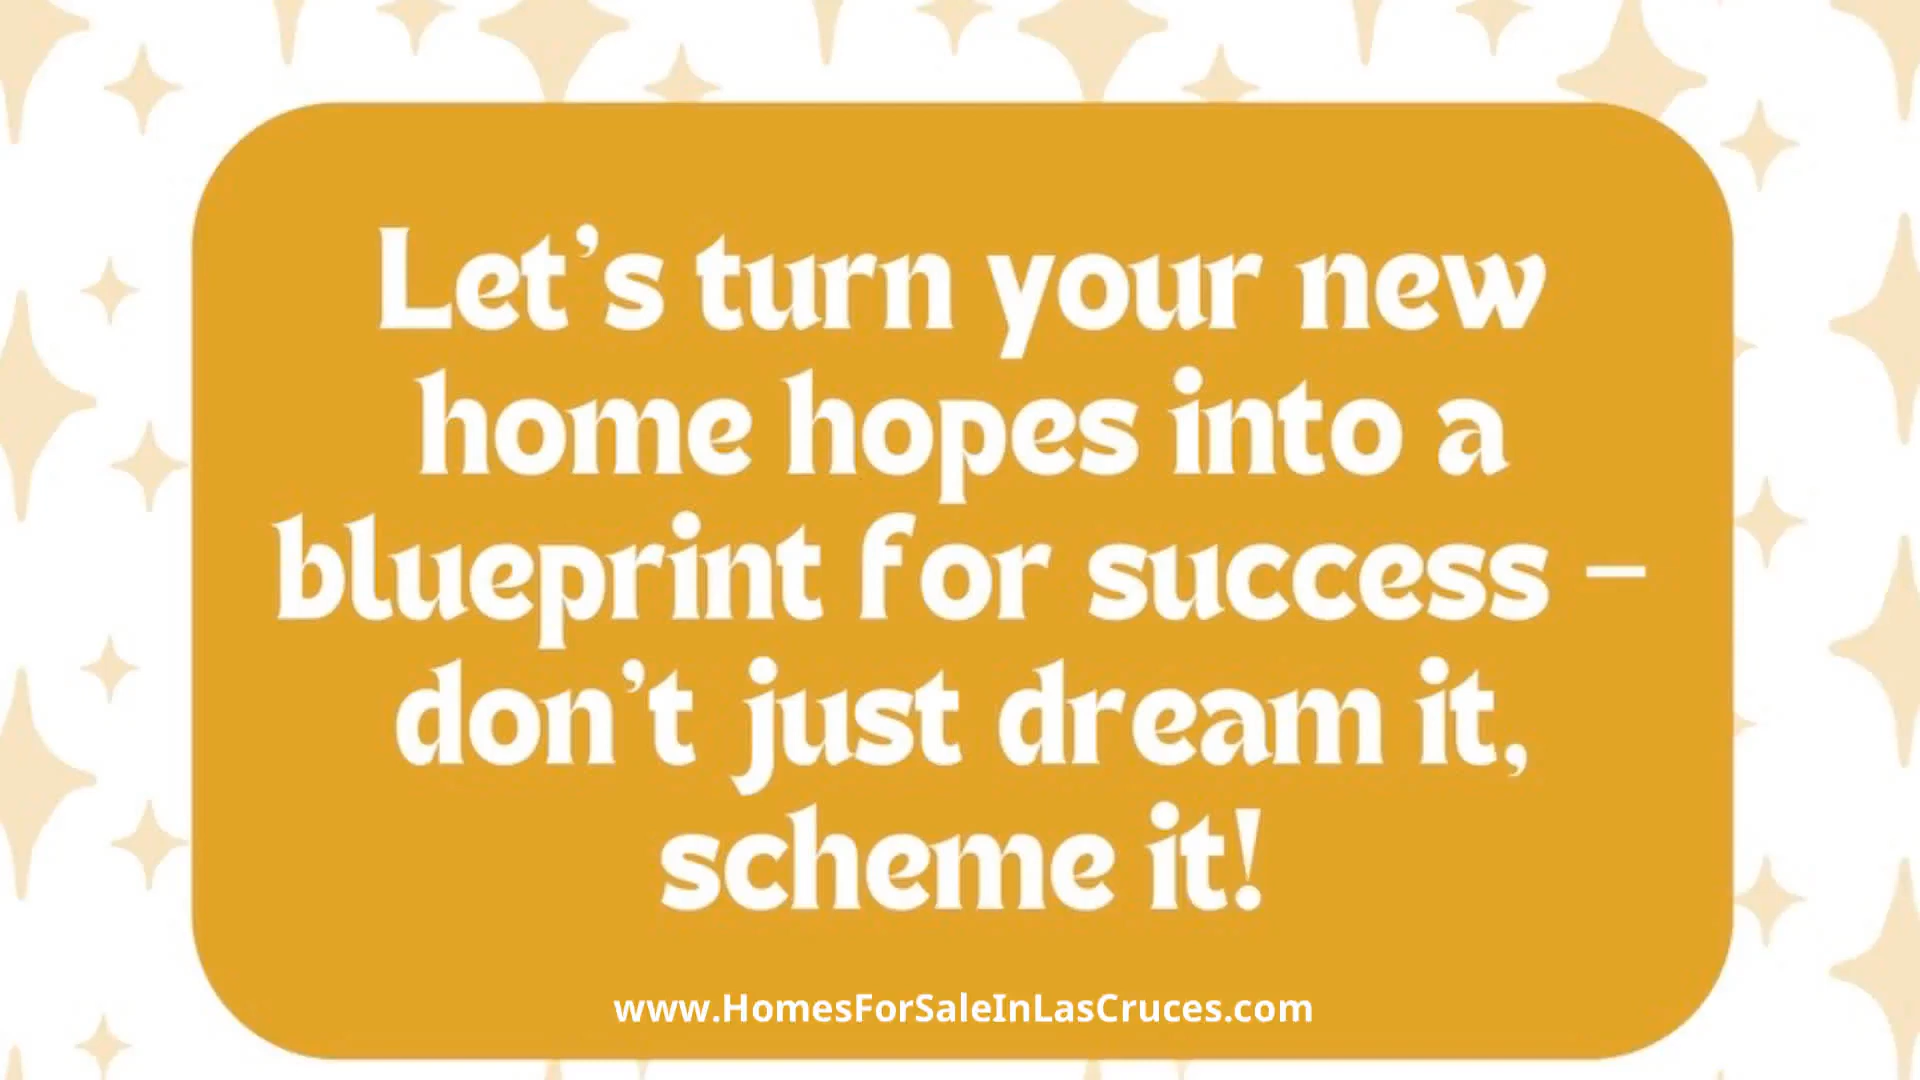 Let’s turn your new
home hopes into a
blueprint for success –
don’t just dream it,
scheme it!
www.HomesForSaleInLasCruces.com